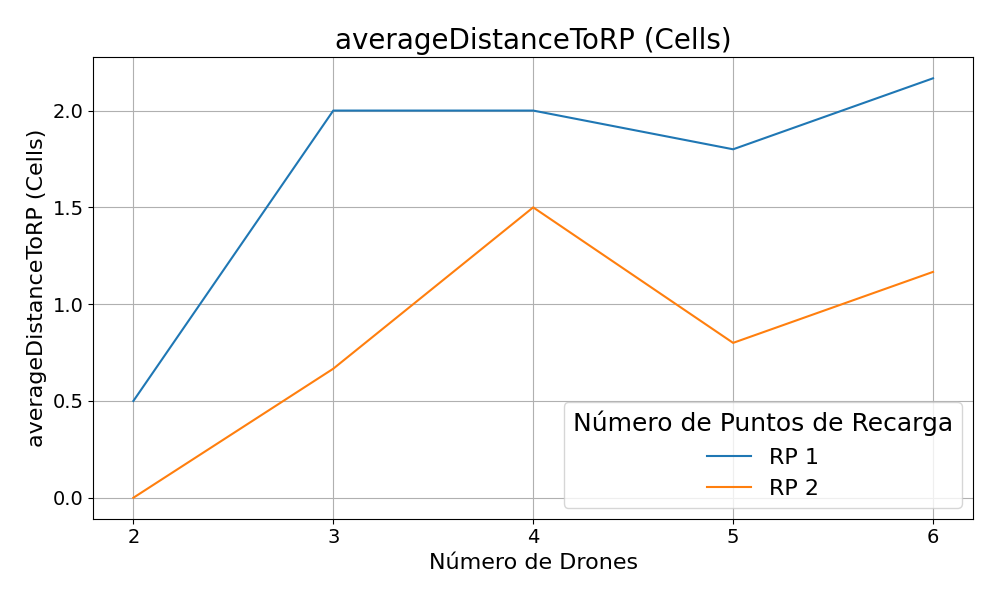 averageDistanceToRP (Cells)
averageDistanceToRP (Cells)
2.0
1.5
1.0
0.5
0.0
Número de Puntos de Recarga
RP 1
RP 2
2 3 4 5 6
Número de Drones